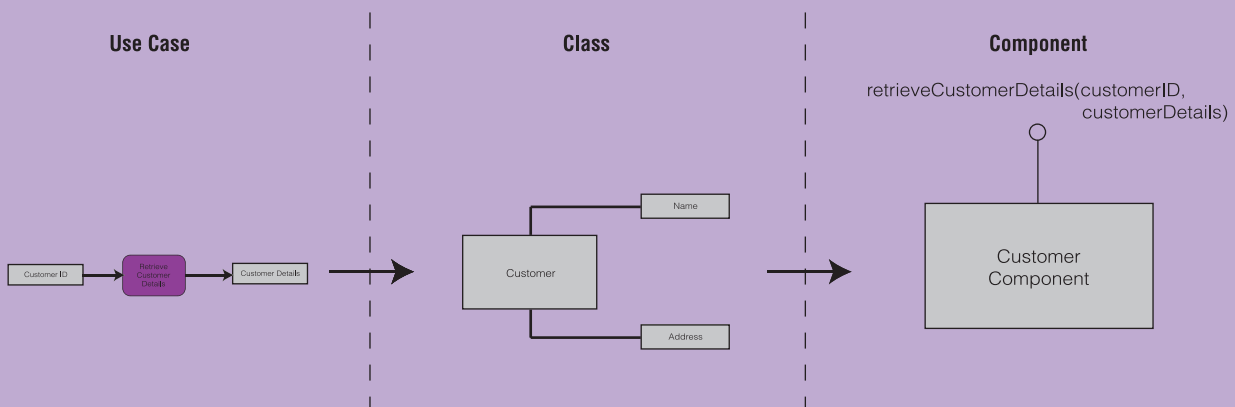 Use Case
Customer ID
Retrieve
Customer
Details
Customer Details
Class
Name
Customer
Address
Component
retrieveCustomerDetails(customerID,
customerDetails)
Customer
Component